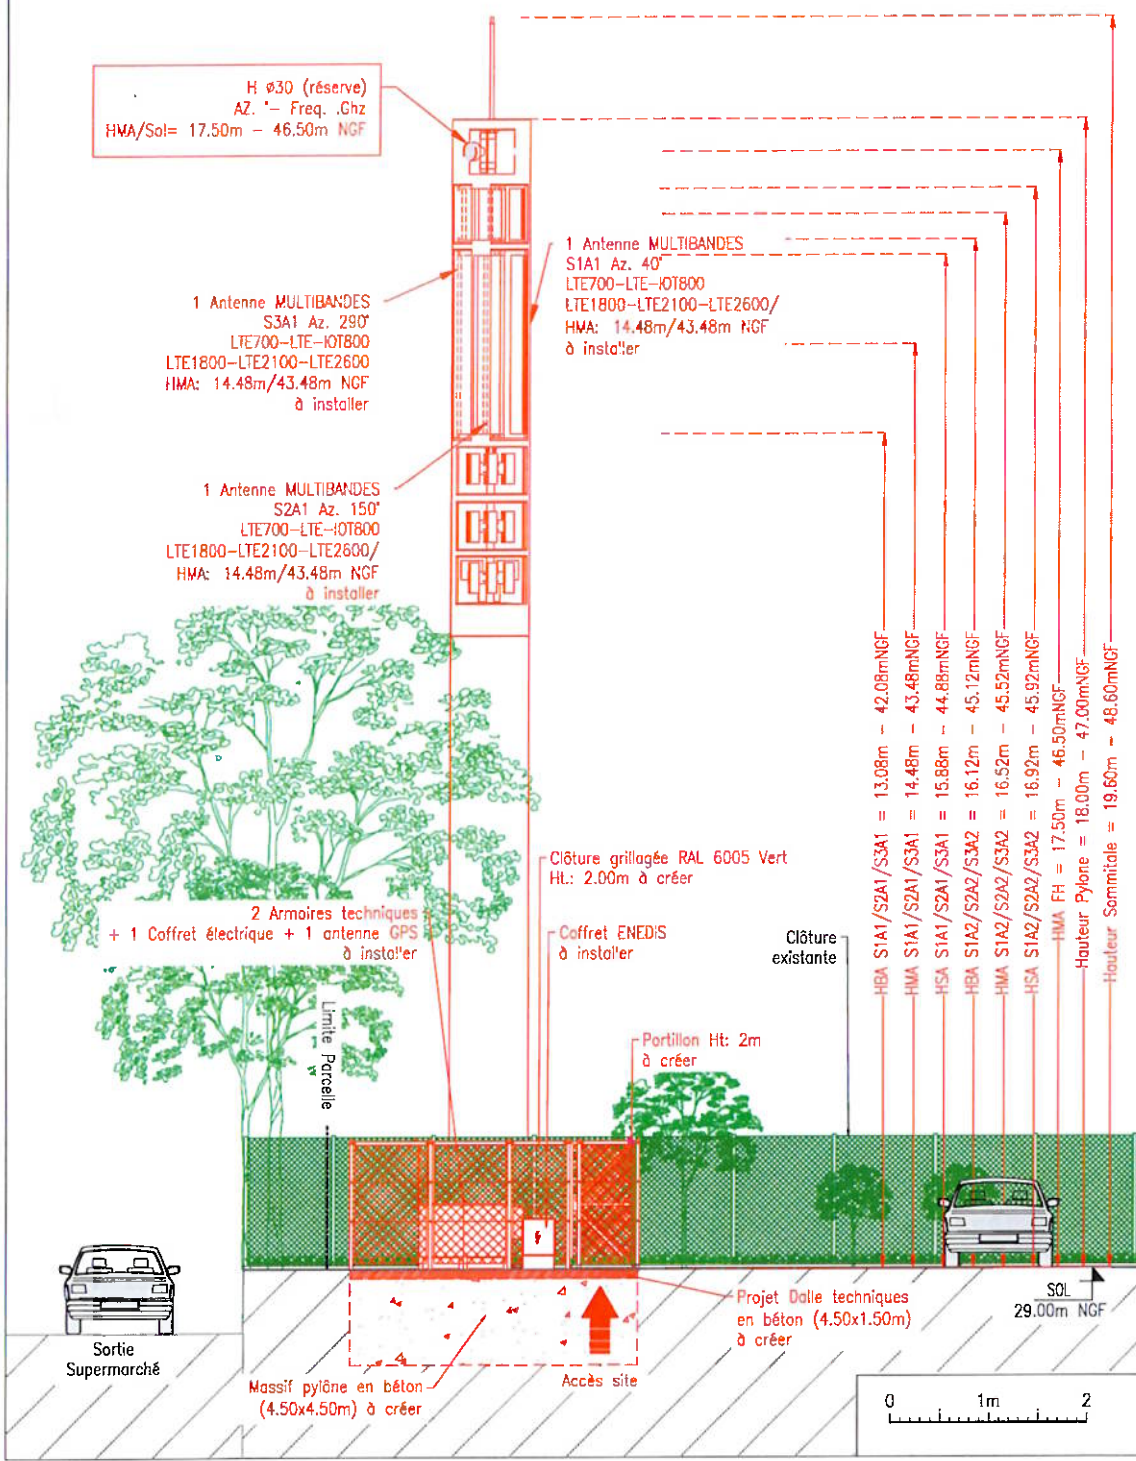 H ø30 (réserve)
AZ. °- Freq. .Ghz
HMA/Sol= 17.50m - 46.50m NGF
1 Antenne MULTIBANDES
S1A1 Az. 40°
LTE700-LTE-IOT800
LTE1800-LTE2100-LTE2600/
HMA: 14.48m/43.48m NGF
à installer
1 Antenne MULTIBANDES
S3A1 Az. 290°
LTE700-LTE-IOT800
LTE1800-LTE2100-LTE2600
HMA: 14.48m/43.48m NGF
à installer
1 Antenne MULTIBANDES
S2A1 Az. 150°
LTE700-LTE-IOT800
LTE1800-LTE2100-LTE2600/
HMA: 14.48m/43.48m NGF
à installer
HBA S1A1/S2A1/S3A1 = 13.08m - 42.08mNGF
HMA S1A1/S2A1/S3A1 = 14.48m - 43.48mNGF
HSA S1A1/S2A1/S3A1 = 15.88m - 44.88mNGF
HBA S1A2/S2A2/S3A2 = 16.12m - 45.12mNGF
HMA S1A2/S2A2/S3A2 = 16.52m - 45.52mNGF
HSA S1A2/S2A2/S3A2 = 16.92m - 45.92mNGF
HMA FH = 17.50m - 46.50mNGF
Hauteur Pylone = 18.00m - 47.00mNGF
Hauteur Sommitale = 19.60m - 48.60mNGF
Clôture grillagée RAL 6005 Vert
Ht.: 2.00m à créer
2 Armoires techniques
+ 1 Coffret électrique + 1 antenne GPS
à installer
Coffret ENEDIS
à installer
Clôture
existante
Limite Parcelle
Portillon Ht: 2m
à créer
SOL
29.00m NGF
Projet Dalle techniques
en béton (4.50x1.50m)
à créer
Sortie
Supermarché
Massif pylône en béton
(4.50x4.50m) à créer
Accès site
0 1m 2